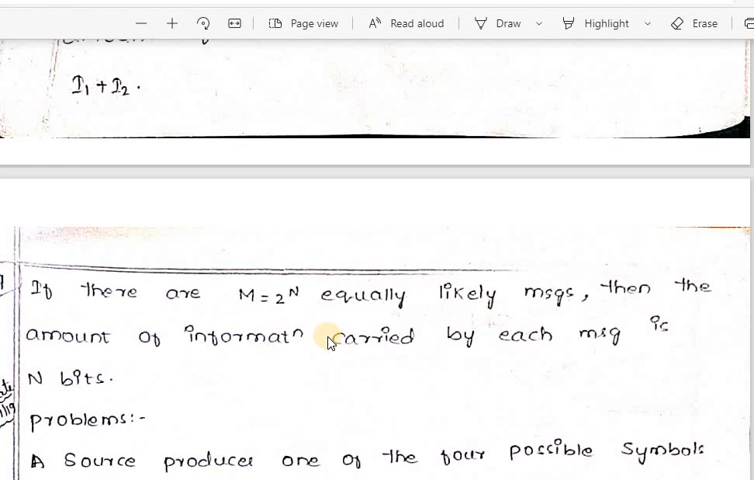 Page view
Read aloud
Draw
Highlight
Erase
I₁ + I₂.
If there are M = 2ᴺ equally likely msgs, then the
amount of informatⁿ carried by each msg is
N bits.
problems:-
A Source produces one of the four possible Symbols